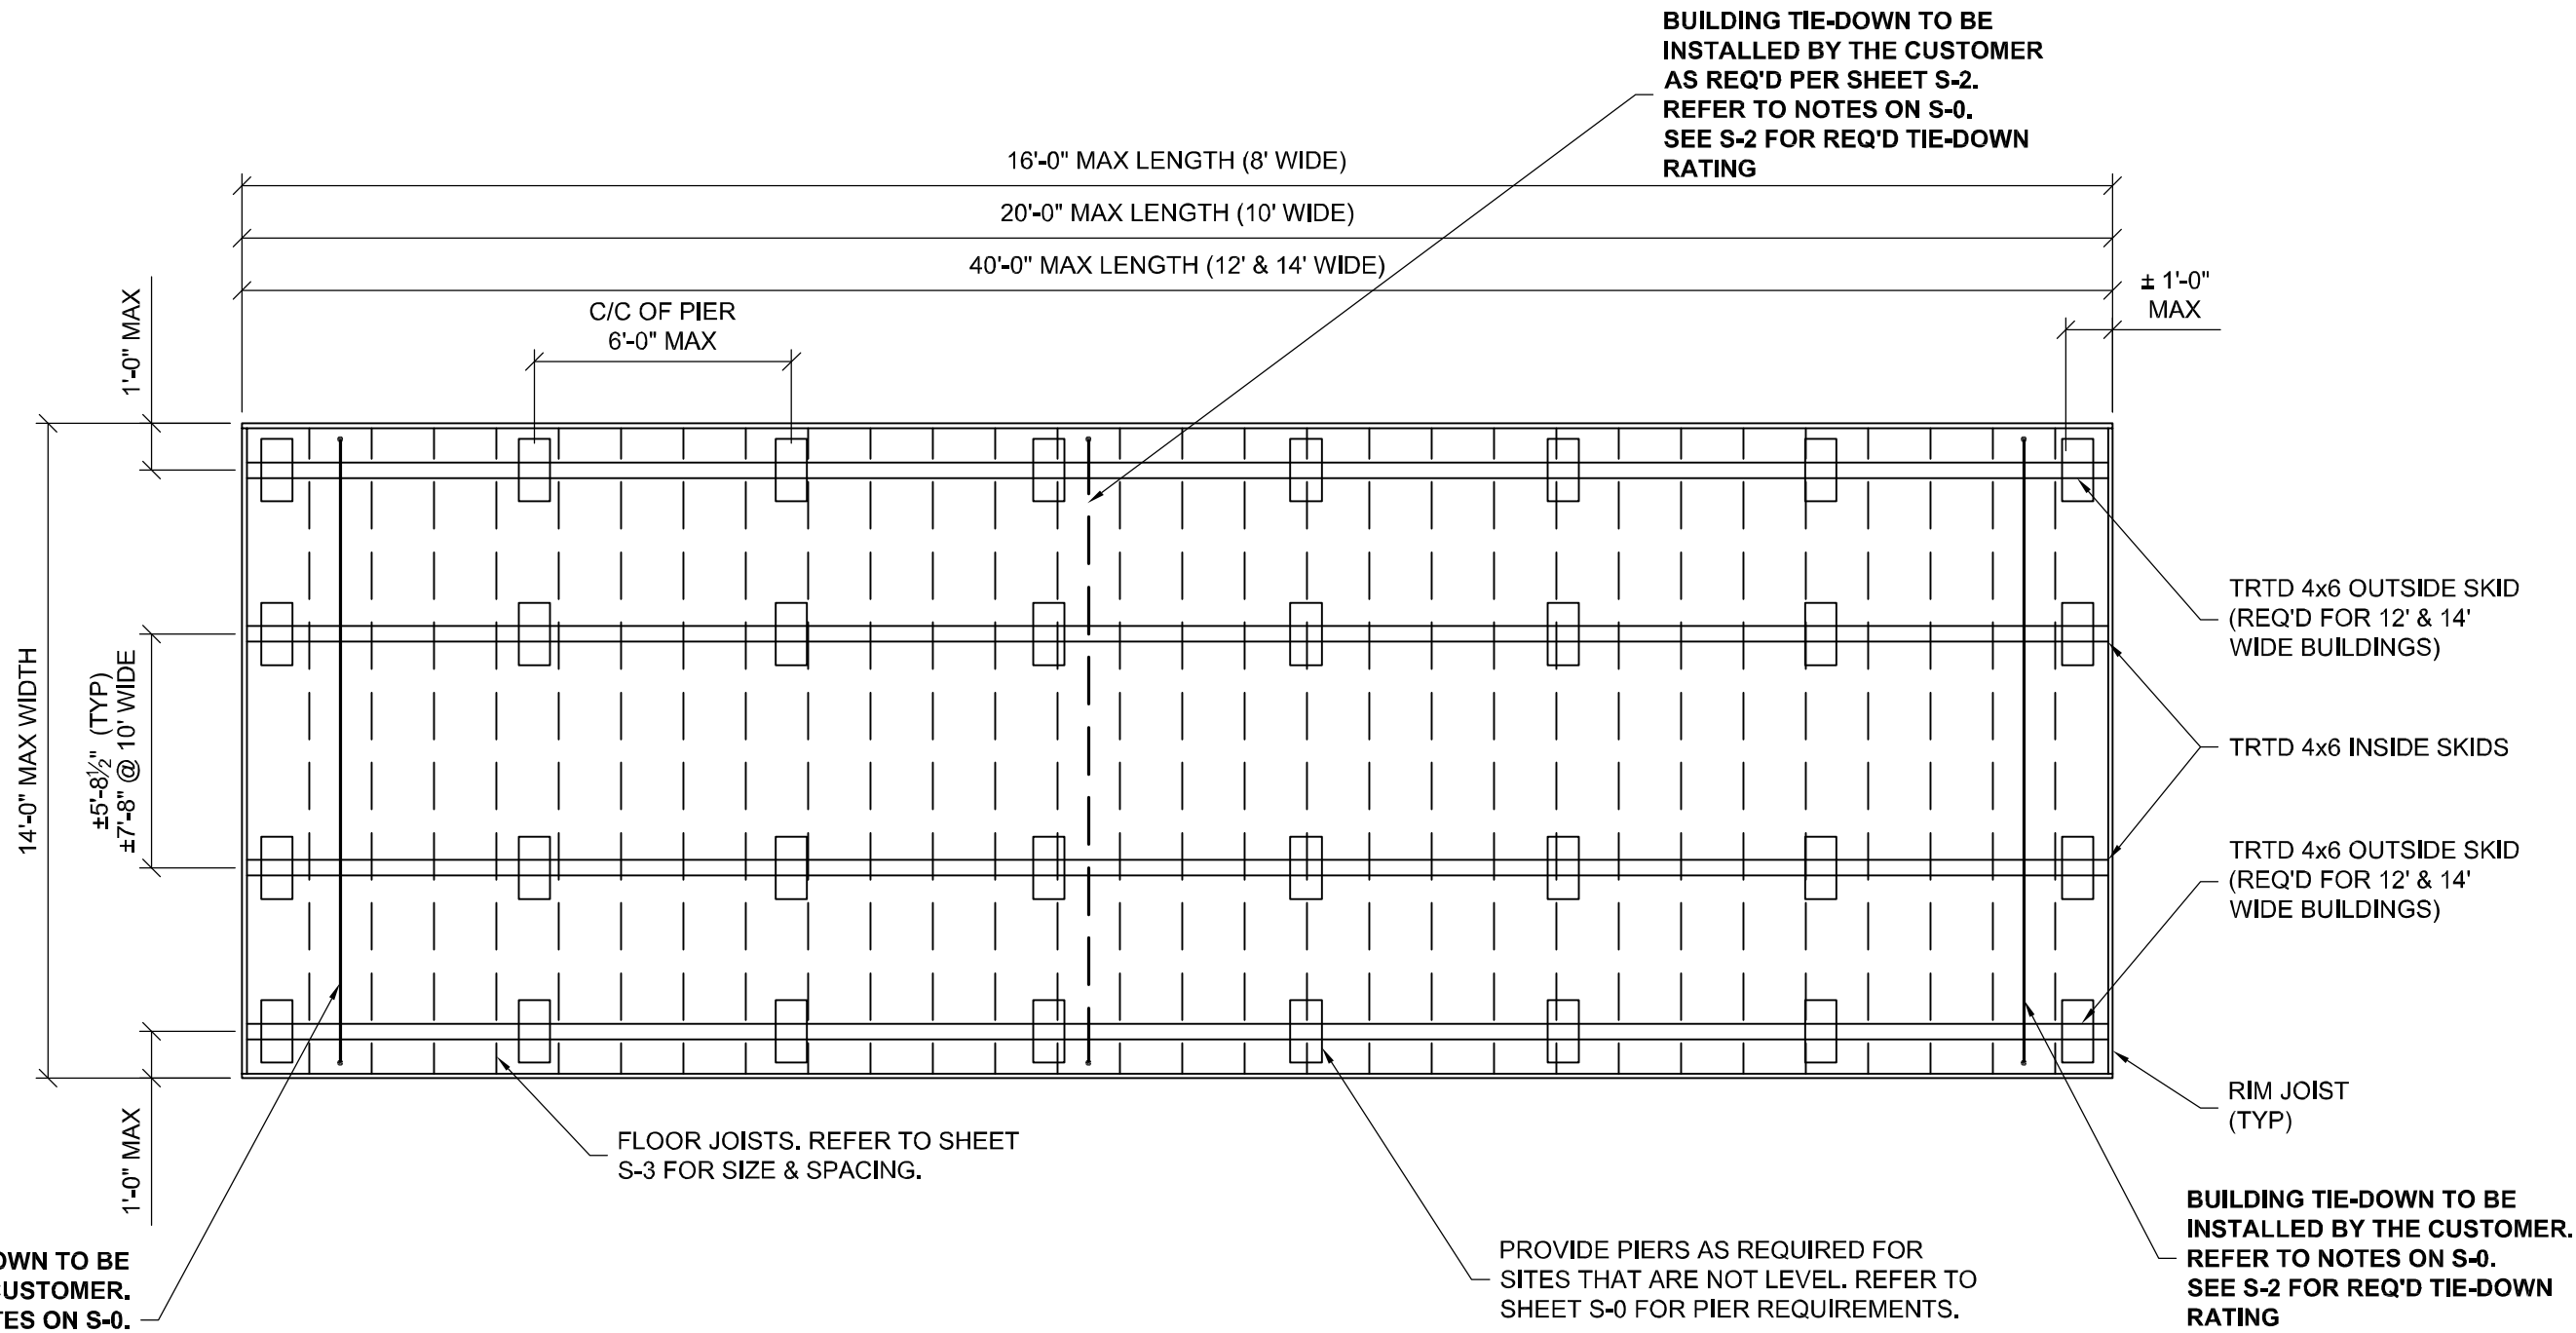 BUILDING TIE-DOWN TO BE
INSTALLED BY THE CUSTOMER
AS REQ'D PER SHEET S-2.
REFER TO NOTES ON S-0.
SEE S-2 FOR REQ'D TIE-DOWN
RATING
16'-0" MAX LENGTH (8' WIDE)
20'-0" MAX LENGTH (10' WIDE)
40'-0" MAX LENGTH (12' & 14' WIDE)
± 1'-0"
MAX
C/C OF PIER
6'-0" MAX
1'-0" MAX
14'-0" MAX WIDTH
±5'-8½" (TYP)
±7'-8" @ 10' WIDE
1'-0" MAX
TRTD 4x6 OUTSIDE SKID
(REQ'D FOR 12' & 14'
WIDE BUILDINGS)
TRTD 4x6 INSIDE SKIDS
TRTD 4x6 OUTSIDE SKID
(REQ'D FOR 12' & 14'
WIDE BUILDINGS)
RIM JOIST
(TYP)
FLOOR JOISTS. REFER TO SHEET
S-3 FOR SIZE & SPACING.
PROVIDE PIERS AS REQUIRED FOR
SITES THAT ARE NOT LEVEL. REFER TO
SHEET S-0 FOR PIER REQUIREMENTS.
BUILDING TIE-DOWN TO BE
INSTALLED BY THE CUSTOMER.
REFER TO NOTES ON S-0.
SEE S-2 FOR REQ'D TIE-DOWN
RATING
TO BE
CUSTOMER.
ON S-0.